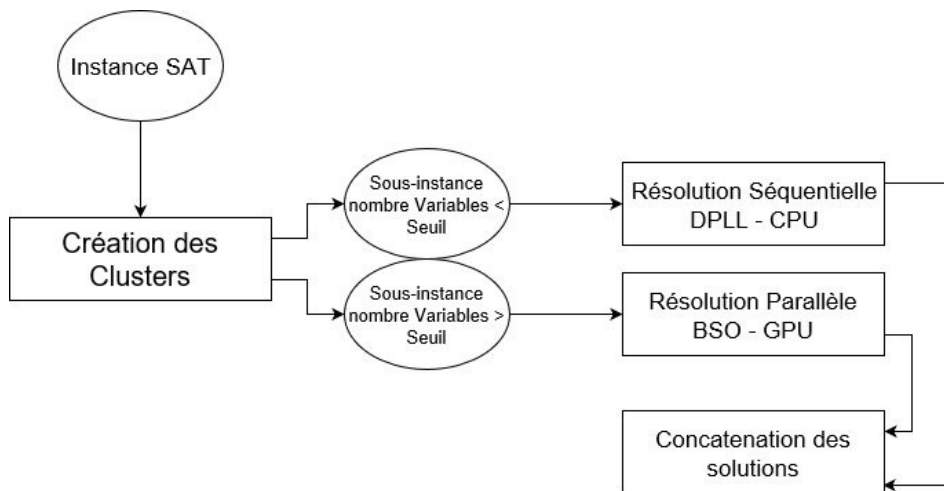 Instance SAT
Création des
Clusters
Sous-instance
nombre Variables <
Seuil
Résolution Séquentielle
DPLL - CPU
Sous-instance
nombre Variables >
Seuil
Résolution Parallèle
BSO - GPU
Concatenation des
solutions